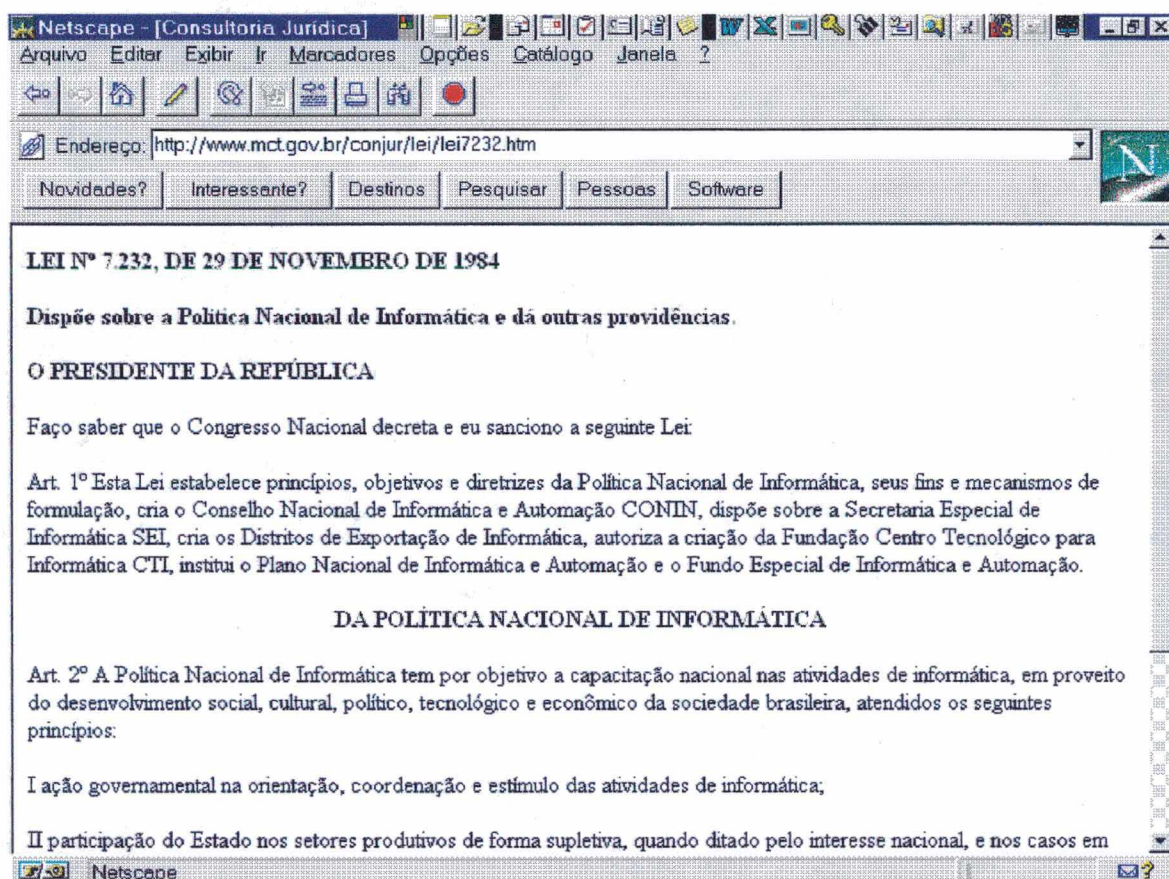 Netscape - [Consultoria Jurídica]
Arquivo Editar Exibir Ir Marcadores Opções Catálogo Janela ?
Endereço: http://www.mct.gov.br/conjur/lei/lei7232.htm
N
Novidades? Interessante? Destinos Pesquisar Pessoas Software
LEI Nº 7.232, DE 29 DE NOVEMBRO DE 1984
Dispõe sobre a Política Nacional de Informática e dá outras providências.
O PRESIDENTE DA REPÚBLICA
Faço saber que o Congresso Nacional decreta e eu sanciono a seguinte Lei:
Art. 1º Esta Lei estabelece princípios, objetivos e diretrizes da Política Nacional de Informática, seus fins e mecanismos de
formulação, cria o Conselho Nacional de Informática e Automação CONIN, dispõe sobre a Secretaria Especial de
Informática SEI, cria os Distritos de Exportação de Informática, autoriza a criação da Fundação Centro Tecnológico para
Informática CTI, institui o Plano Nacional de Informática e Automação e o Fundo Especial de Informática e Automação.
DA POLÍTICA NACIONAL DE INFORMÁTICA
Art. 2º A Política Nacional de Informática tem por objetivo a capacitação nacional nas atividades de informática, em proveito
do desenvolvimento social, cultural, político, tecnológico e econômico da sociedade brasileira, atendidos os seguintes
princípios:
I ação governamental na orientação, coordenação e estímulo das atividades de informática;
II participação do Estado nos setores produtivos de forma supletiva, quando ditado pelo interesse nacional, e nos casos em
Netscape